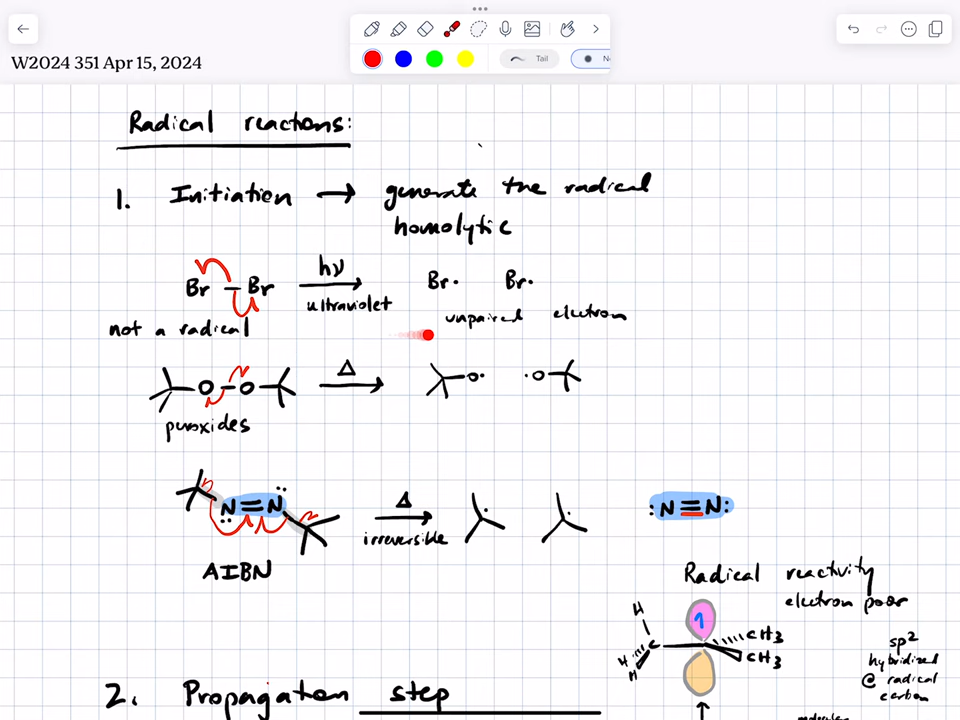 W2024 351 Apr 15, 2024
Tail
Radical reactions:
1. Initiation → generate the radical
homolytic
Br – Br hν Br· Br·
ultraviolet
not a radical unpaired electron
O – O Δ O· ·O
peroxides
N = N Δ :N ≡ N:
irreversible
AIBN
Radical reactivity
electron poor
H
H C CH3
H CH3
sp2
hybridized
@ radical
carbon
2. Propagation step
molecular